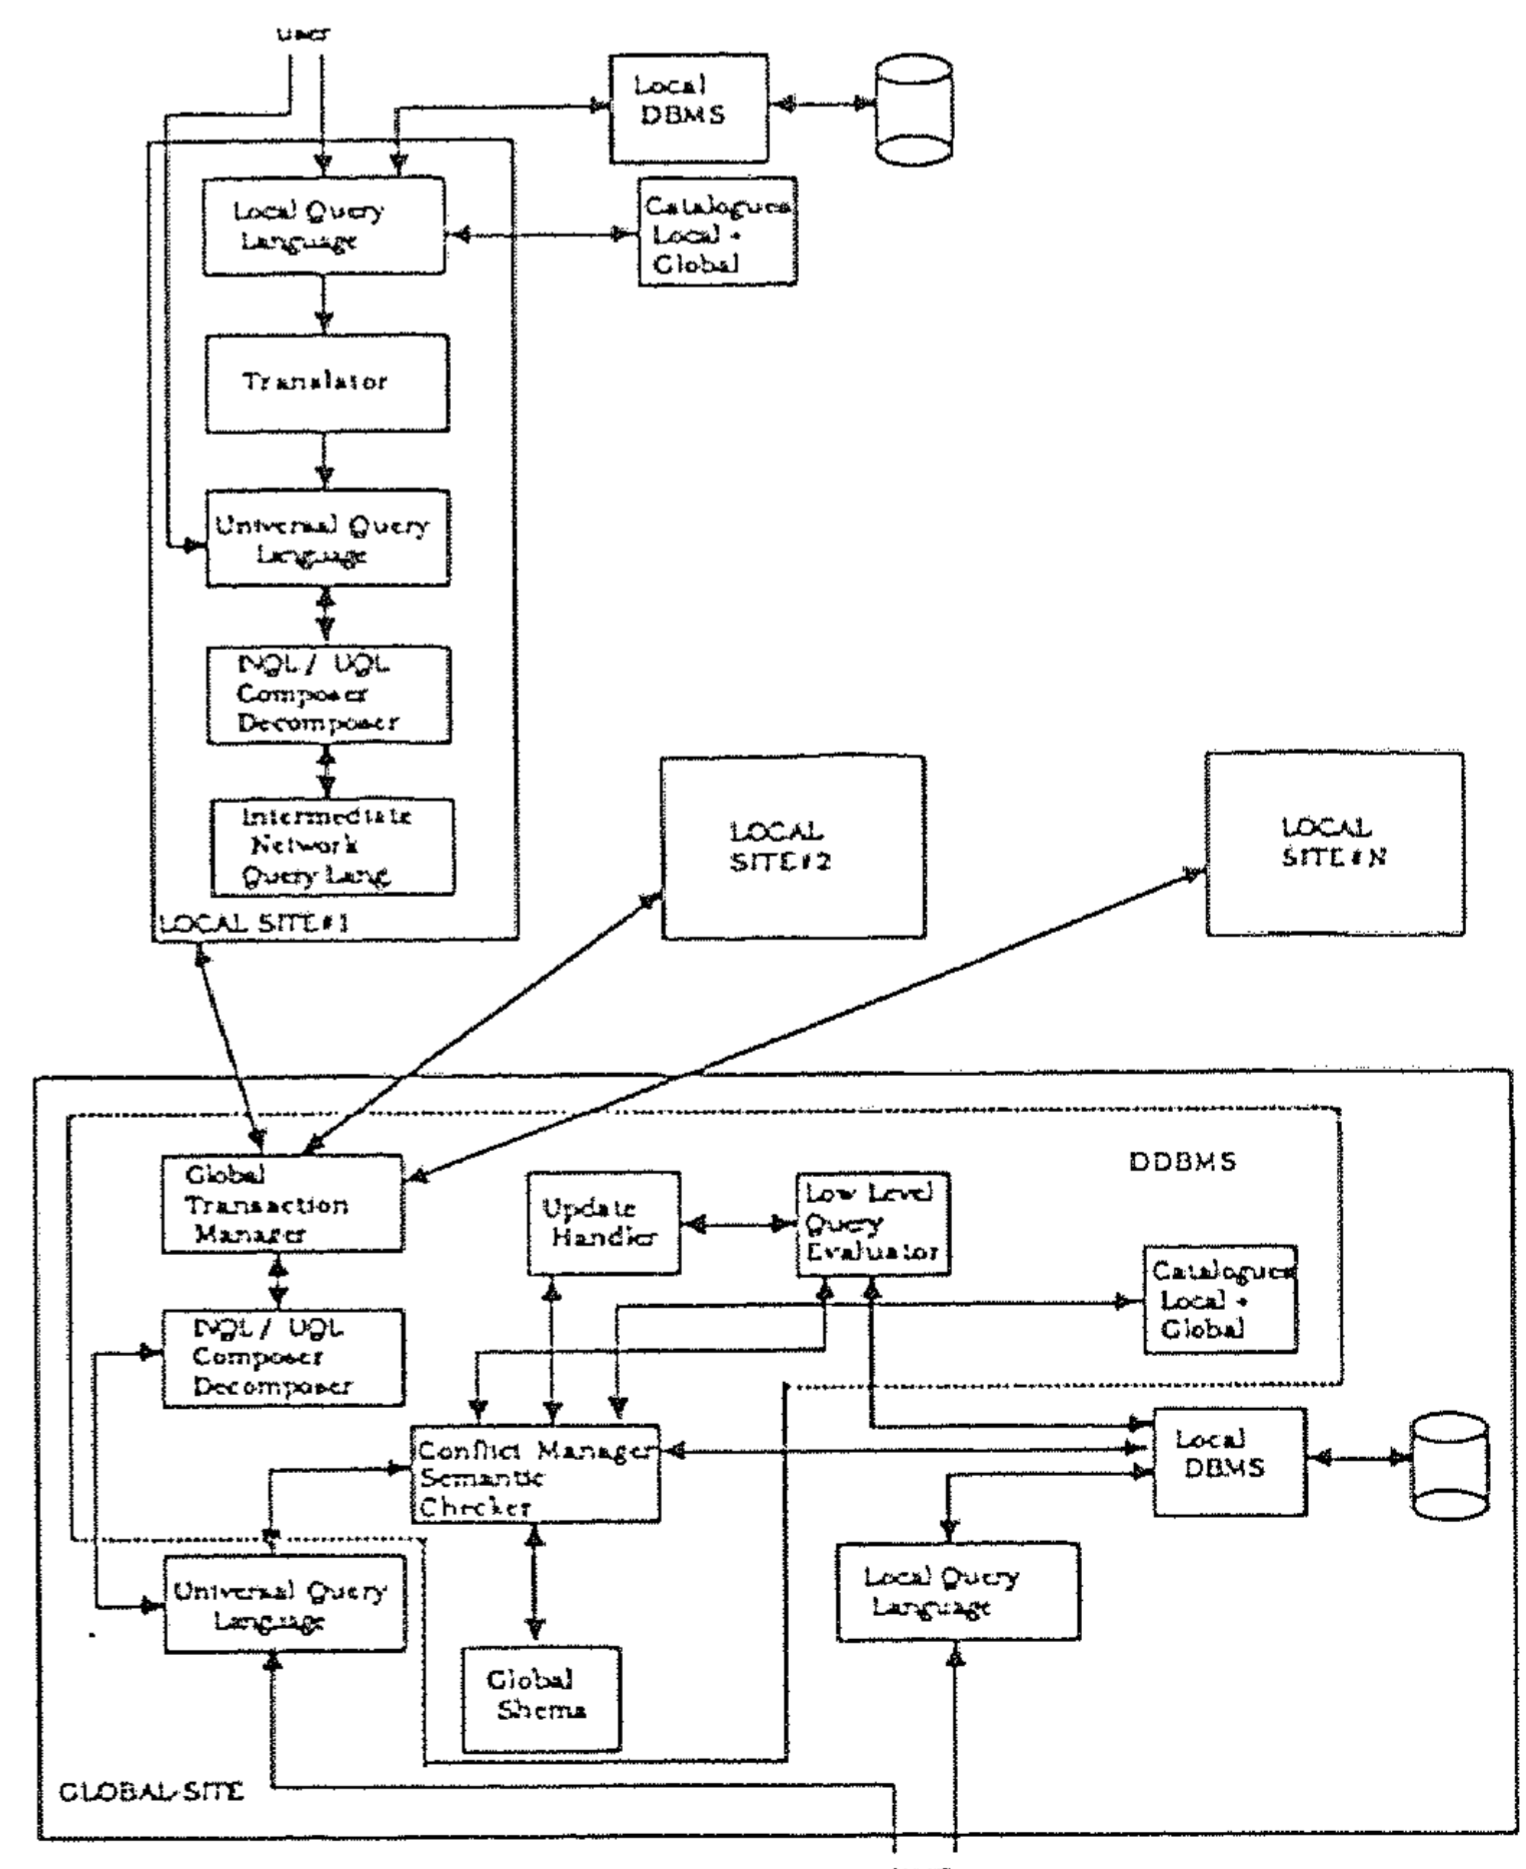 user
Local
DBMS
Local Query
Language
Catalogues
Local +
Global
Translator
Universal Query
Language
INQL / UQL
Composer
Decomposer
Intermediate
Network
Query Lang
LOCAL SITE#1
LOCAL
SITE#2
LOCAL
SITE#N
DDBMS
Global
Transaction
Manager
Update
Handler
Low Level
Query
Evaluator
Catalogues
Local +
Global
INQL / UQL
Composer
Decomposer
Conflict Manager
Semantic
Checker
Local
DBMS
Universal Query
Language
Local Query
Language
Global
Shema
GLOBAL-SITE